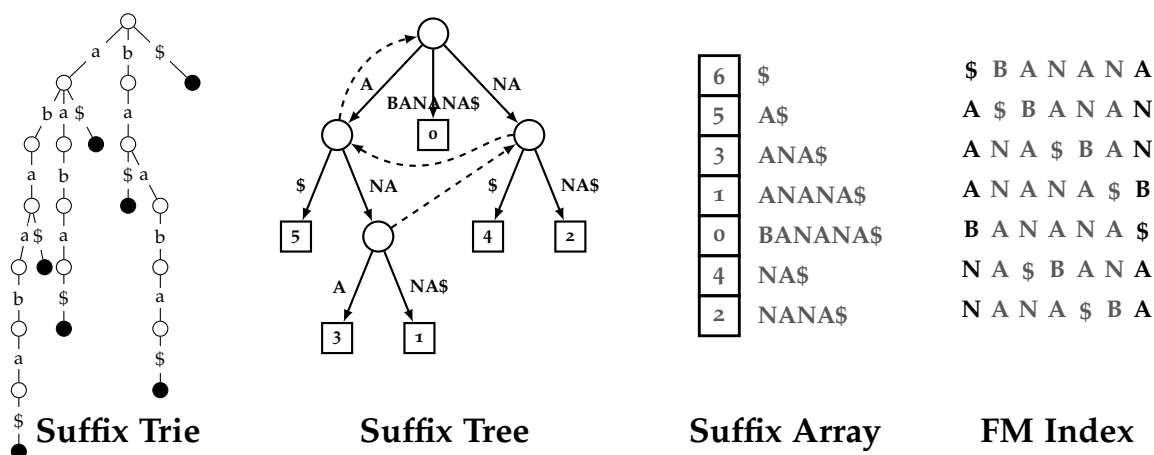 a b $
b a $ a
a b $ a
a $ a b
b $ a
a $
$
A BANANA$ NA
0
$ NA $ NA$
5 4 2
A NA$
3 1
6 $
5 A$
3 ANA$
1 ANANA$
0 BANANA$
4 NA$
2 NANA$
$ B A N A N A
A $ B A N A N
A N A $ B A N
A N A N A $ B
B A N A N A $
N A $ B A N A
N A N A $ B A
Suffix Trie Suffix Tree Suffix Array FM Index